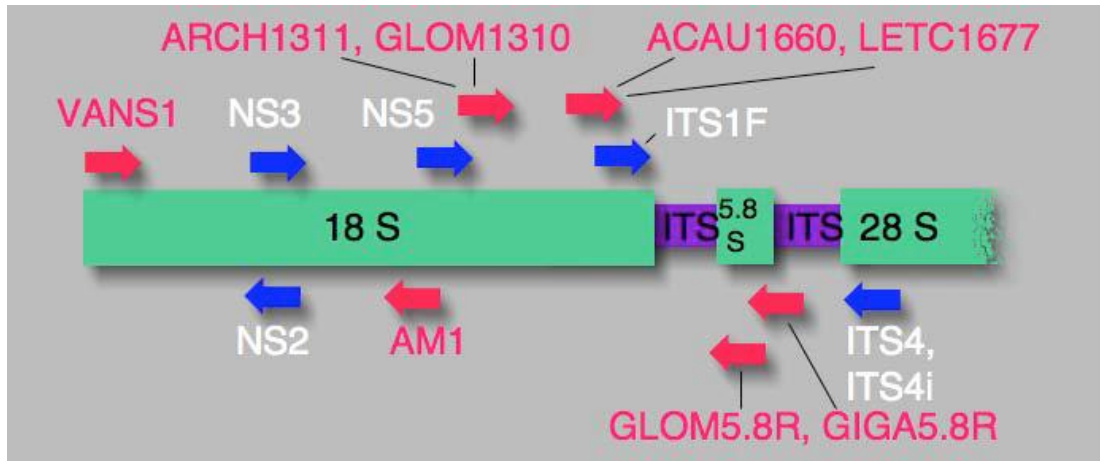 ARCH1311, GLOM1310
ACAU1660, LETC1677
VANS1
NS3
NS5
ITS1F
18 S
ITS
5.8
S
ITS
28 S
NS2
AM1
ITS4,
ITS4i
GLOM5.8R, GIGA5.8R